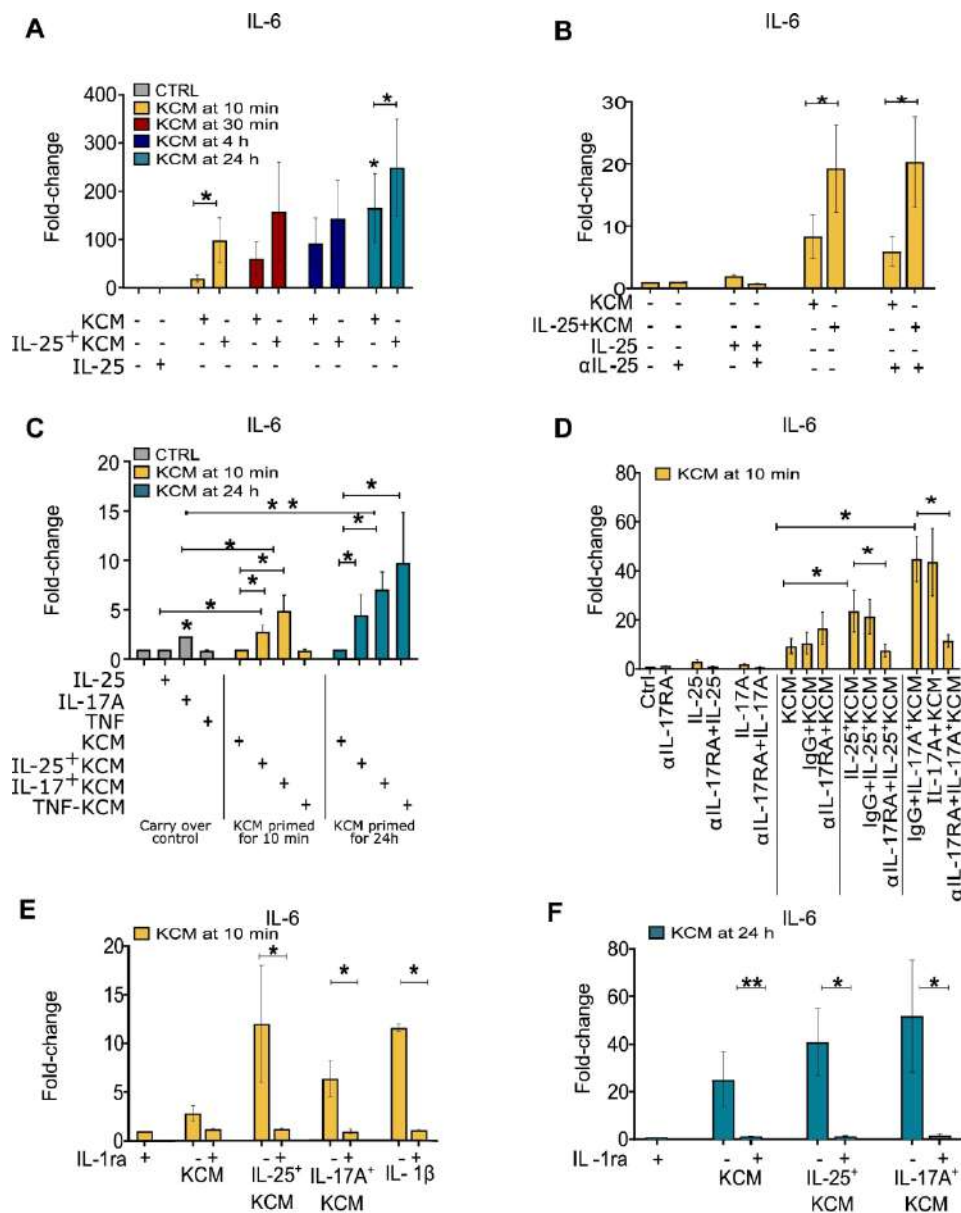 A
IL-6
Fold-change
400
300
200
100
0
CTRL
KCM at 10 min
KCM at 30 min
KCM at 4 h
KCM at 24 h
*
*
*
KCM - - + - + - + - + -
IL-25⁺KCM - - - + - + - + - +
IL-25 - + - - - - - - - -
B
IL-6
Fold-change
30
20
10
0
*
*
KCM - - - - + - + -
IL-25+KCM - - - - - + - +
IL-25 - - + + - - - -
αIL-25 - + - + - - + +
C
IL-6
Fold-change
20
15
10
5
0
CTRL
KCM at 10 min
KCM at 24 h
* *
*
*
*
*
*
*
*
*
IL-25 +
IL-17A +
TNF +
KCM + +
IL-25⁺KCM + +
IL-17⁺KCM + +
TNF-KCM + +
Carry over control
KCM primed for 10 min
KCM primed for 24h
D
IL-6
Fold-change
80
60
40
20
0
KCM at 10 min
*
*
*
*
Ctrl
αIL-17RA
IL-25
αIL-17RA+IL-25
IL-17A
αIL-17RA+IL-17A
KCM
IgG+KCM
αIL-17RA+KCM
IL-25⁺KCM
IgG+IL-25⁺KCM
αIL-17RA+IL-25⁺KCM
IgG+IL-17A⁺KCM
IL-17A+KCM
αIL-17RA+IL-17A⁺KCM
E
IL-6
Fold-change
20
15
10
5
0
KCM at 10 min
*
*
*
IL-1ra + - + - + - + - +
KCM
IL-25⁺
KCM
IL-17A⁺
KCM
IL- 1β
F
IL-6
Fold-change
80
60
40
20
0
KCM at 24 h
**
*
*
IL -1ra + - + - + - +
KCM
IL-25⁺
KCM
IL-17A⁺
KCM